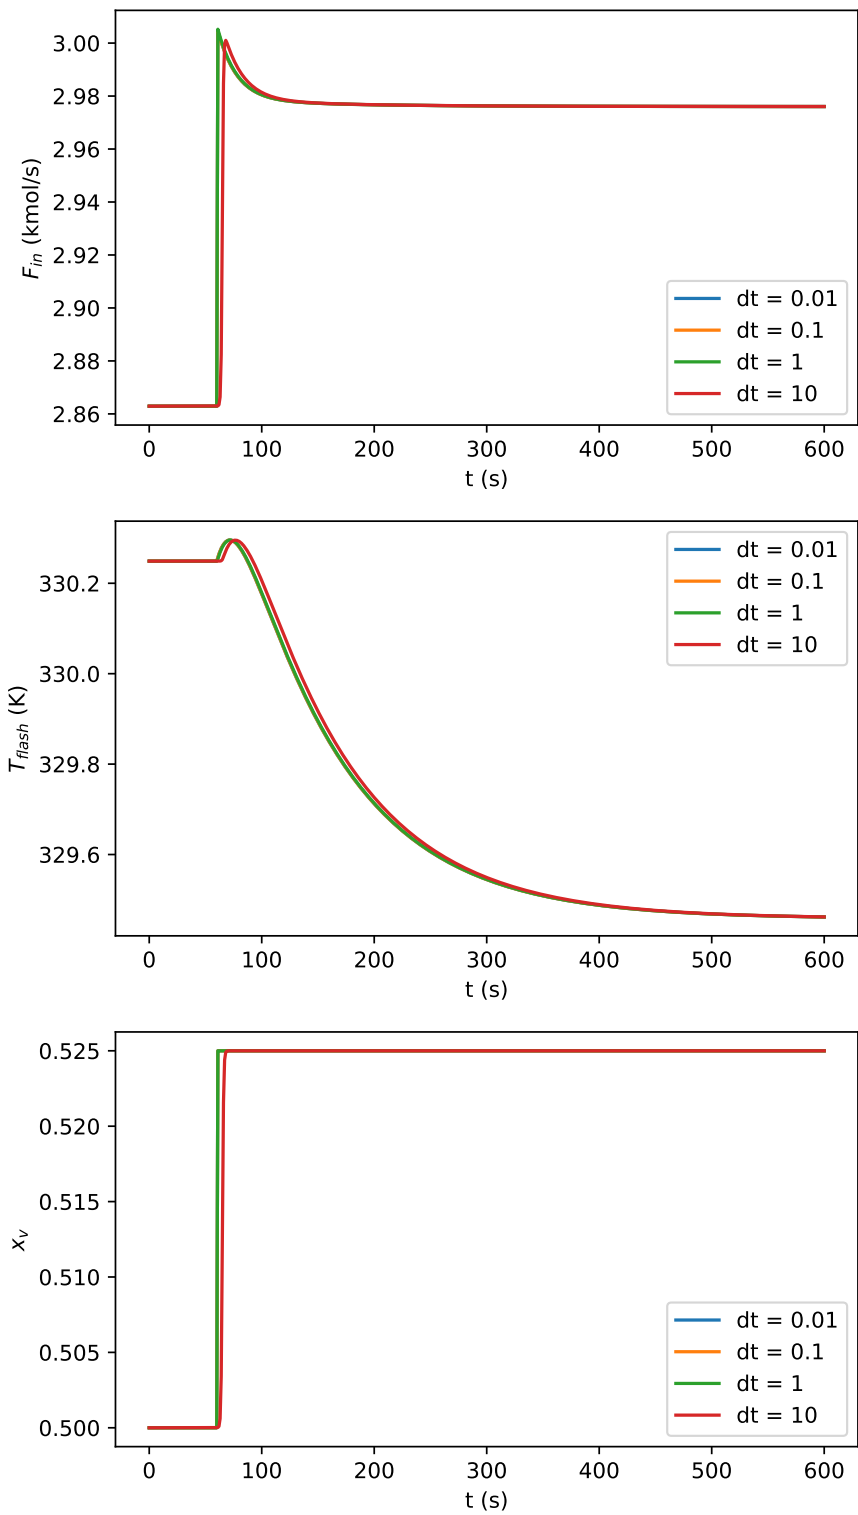 3.00
2.98
2.96
2.94
2.92
2.90
2.88
2.86
F_in (kmol/s)
dt = 0.01
dt = 0.1
dt = 1
dt = 10
0 100 200 300 400 500 600
t (s)
330.2
330.0
329.8
329.6
T_flash (K)
dt = 0.01
dt = 0.1
dt = 1
dt = 10
0 100 200 300 400 500 600
t (s)
0.525
0.520
0.515
0.510
0.505
0.500
x_v
dt = 0.01
dt = 0.1
dt = 1
dt = 10
0 100 200 300 400 500 600
t (s)